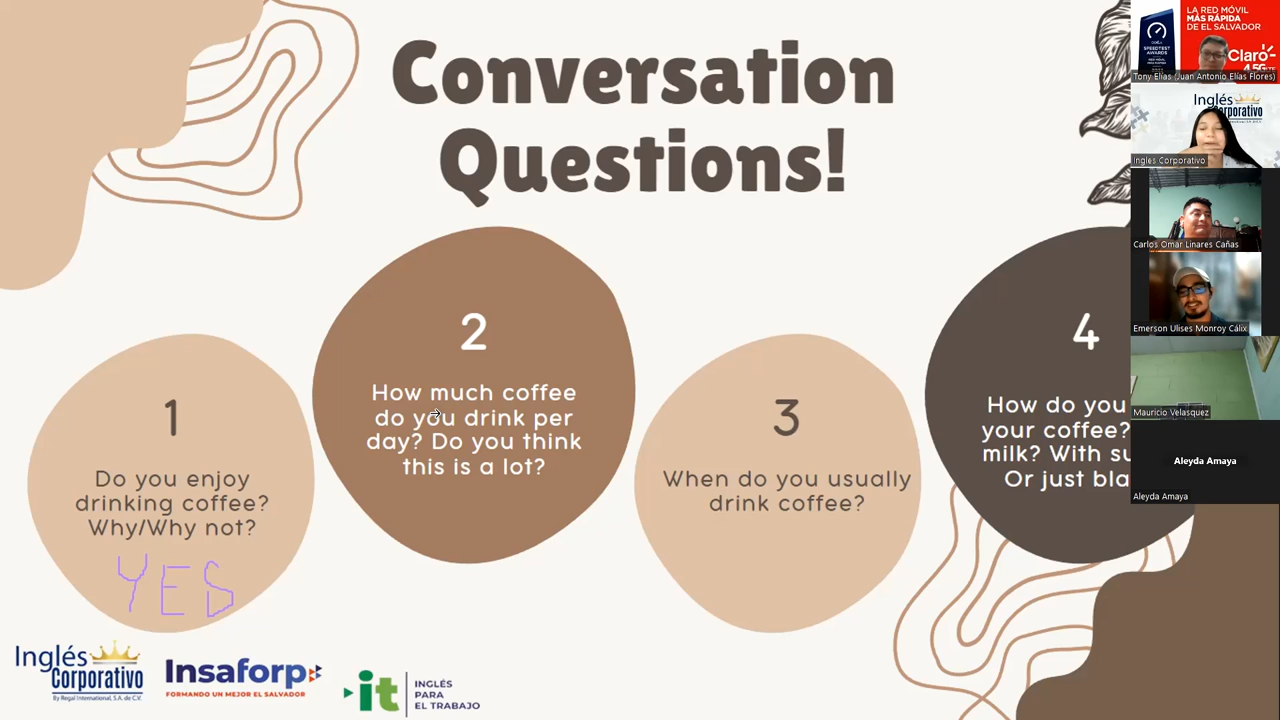 Conversation
Questions!
1
Do you enjoy
drinking coffee?
Why/Why not?
YES
2
How much coffee
do you drink per
day? Do you think
this is a lot?
3
When do you usually
drink coffee?
4
How do you
your coffee?
milk? With su
Or just bla
Inglés
Corporativo
By Regal International, S.A. de C.V.
Insaforp
FORMANDO UN MEJOR EL SALVADOR
it
INGLÉS
PARA
EL TRABAJO
LA RED MÓVIL
MÁS RÁPIDA
DE EL SALVADOR
SPEEDTEST
AWARDS
Claro
Tony Elías (Juan Antonio Elías Flores)
Inglés
Corporativo
Ingles Corporativo
Carlos Omar Linares Cañas
Emerson Ulises Monroy Cálix
Mauricio Velasquez
Aleyda Amaya
Aleyda Amaya